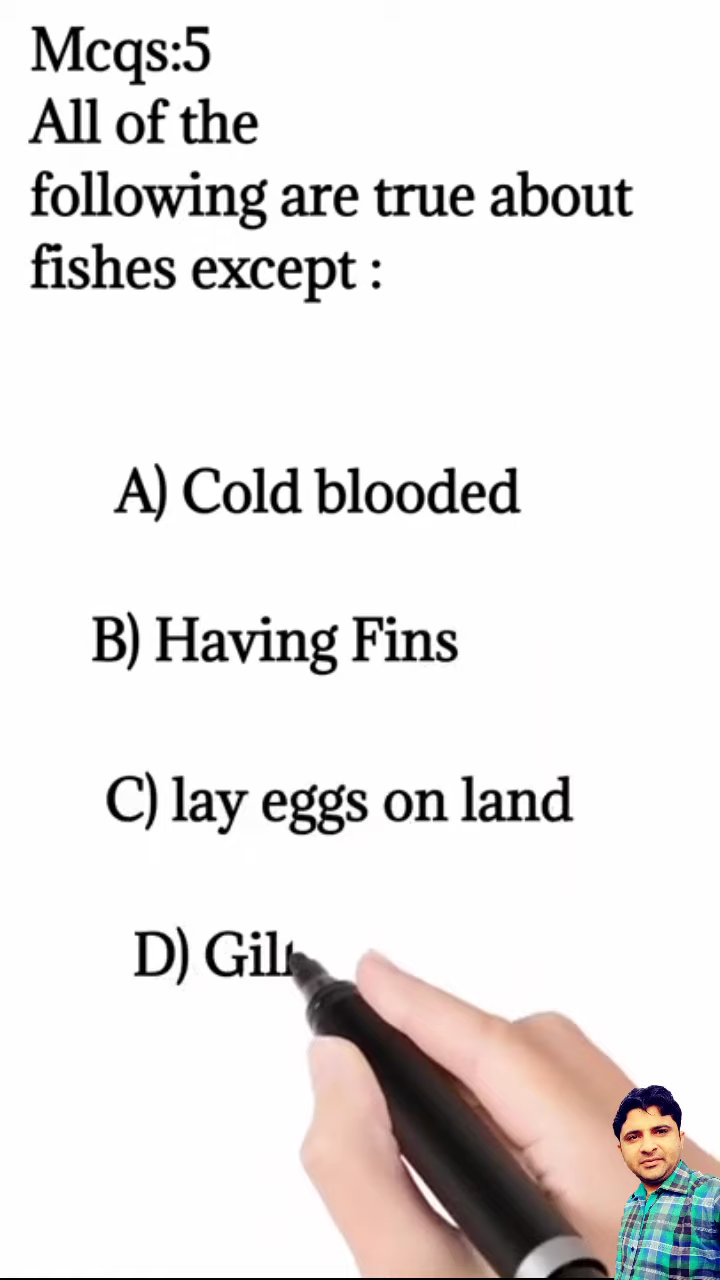 Mcqs:5
All of the
following are true about
fishes except :
A) Cold blooded
B) Having Fins
C) lay eggs on land
D)